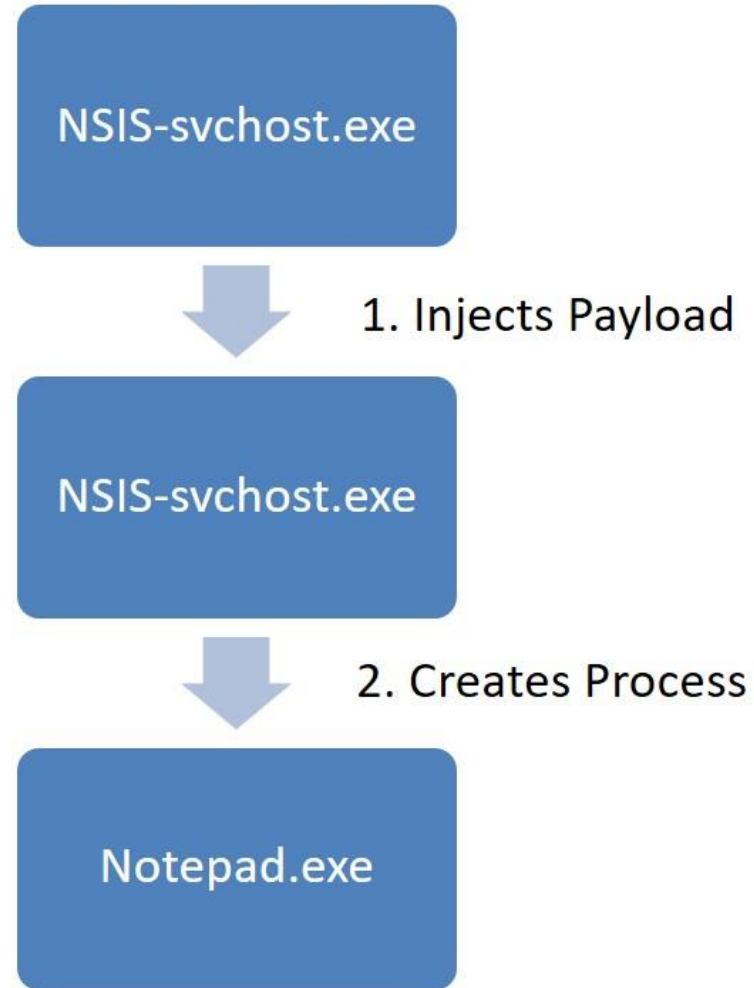 NSIS-svchost.exe
1. Injects Payload
NSIS-svchost.exe
2. Creates Process
Notepad.exe